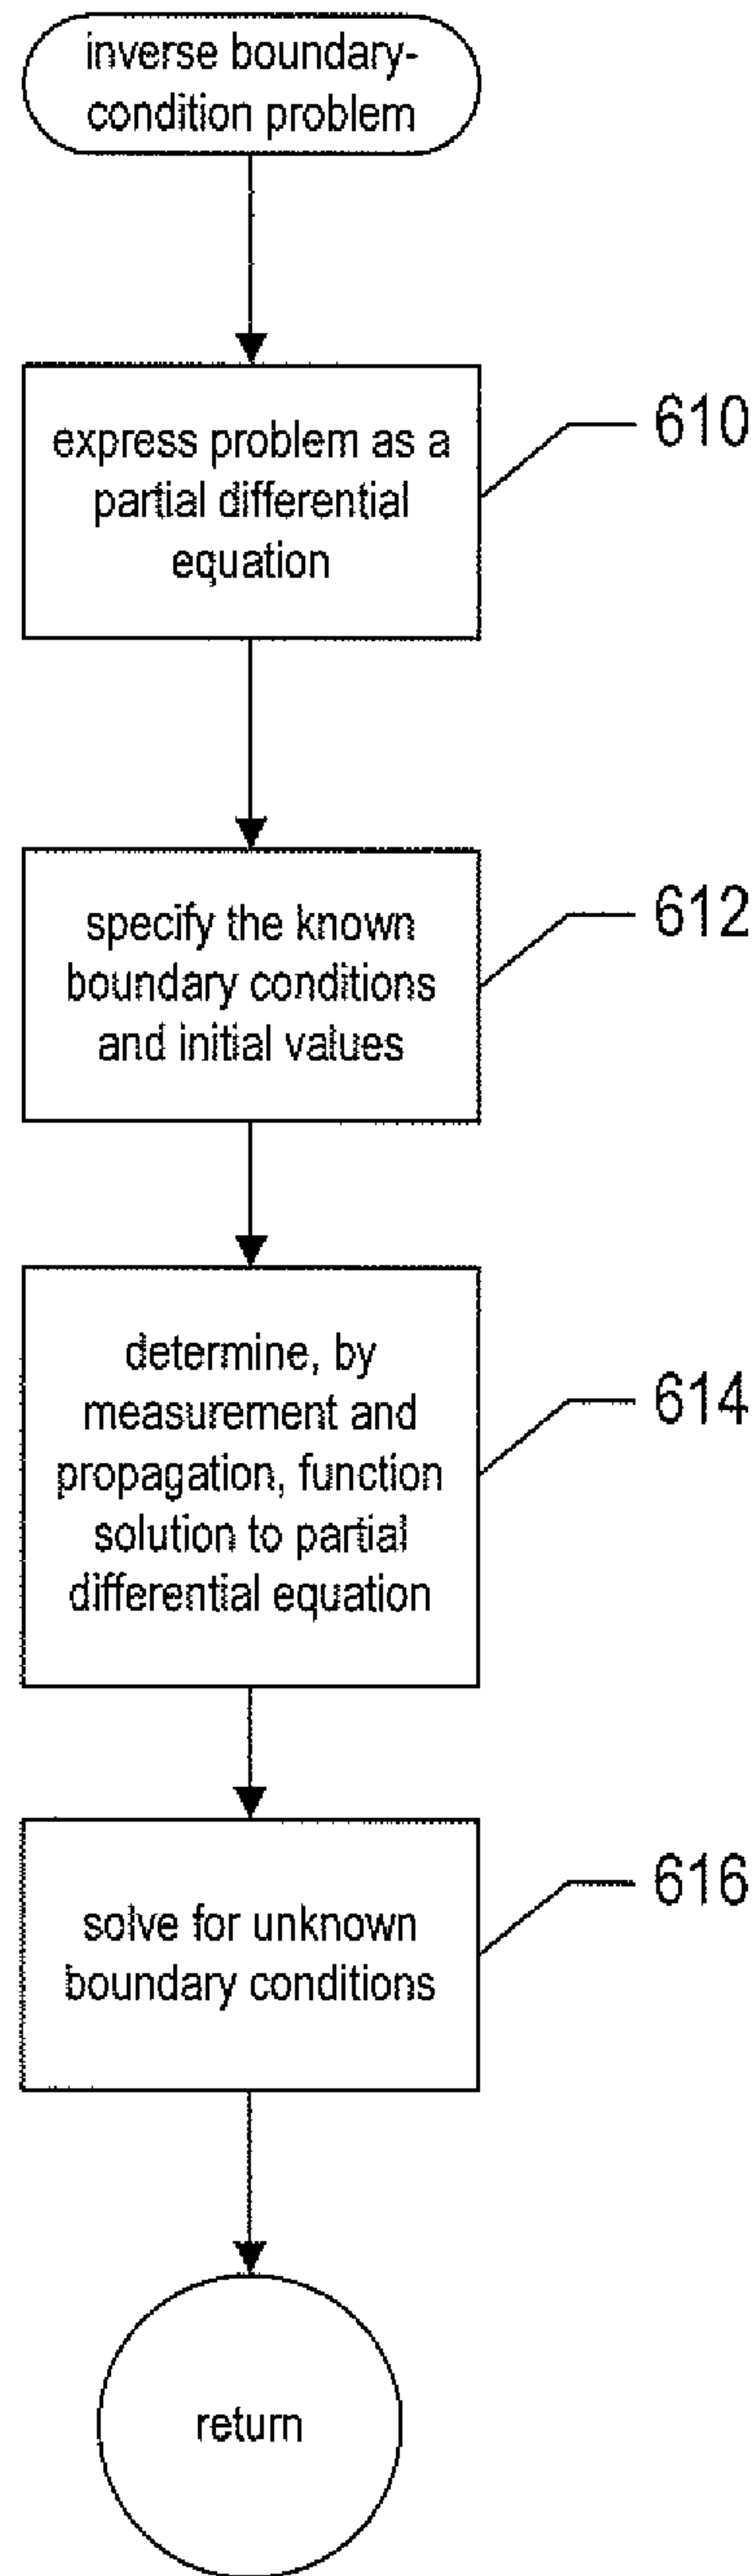 inverse boundary-
condition problem
express problem as a
partial differential
equation
610
specify the known
boundary conditions
and initial values
612
determine, by
measurement and
propagation, function
solution to partial
differential equation
614
solve for unknown
boundary conditions
616
return